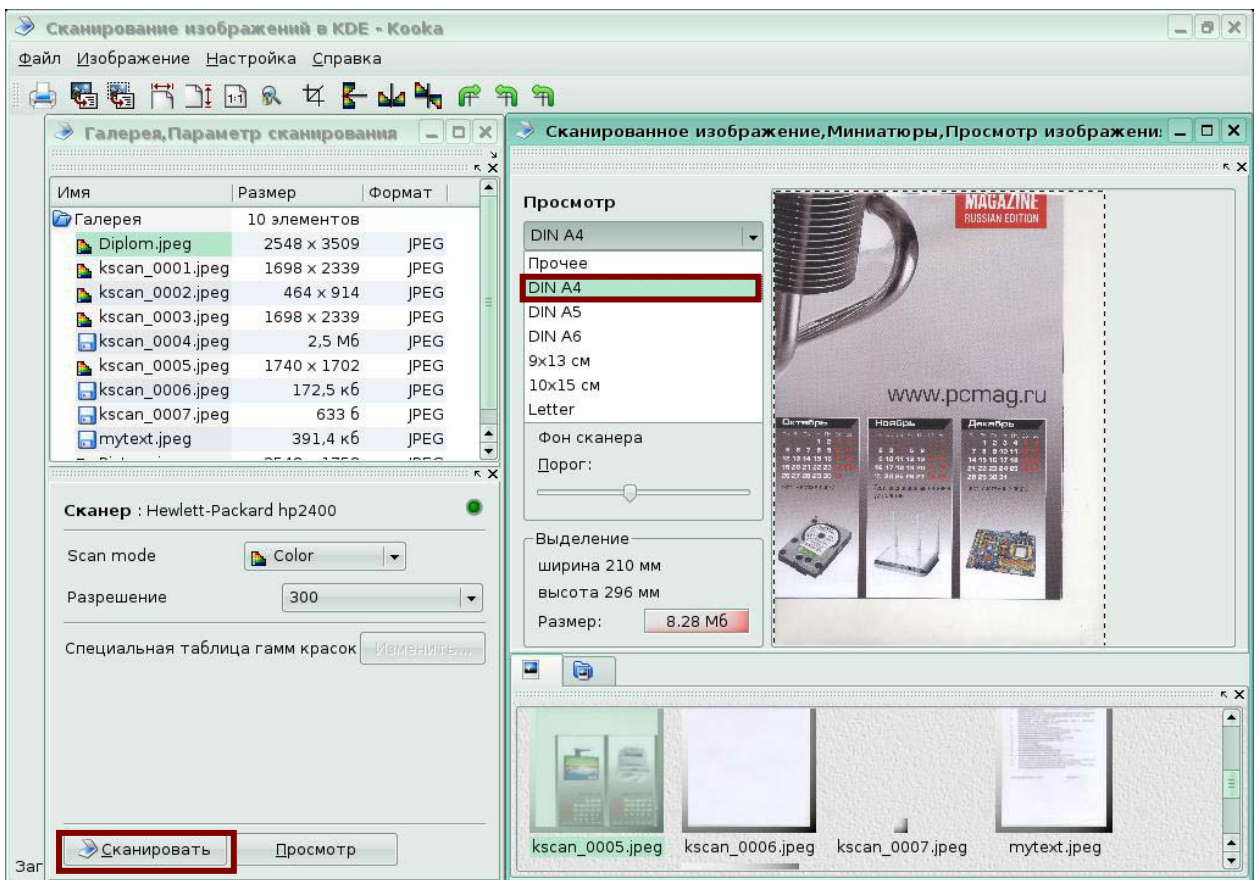 Сканирование изображений в KDE - Kooka
Файл Изображение Настройка Справка
1:1
Галерея,Параметр сканирования
Имя Размер Формат
Галерея 10 элементов
Diplom.jpeg 2548 x 3509 JPEG
kscan_0001.jpeg 1698 x 2339 JPEG
kscan_0002.jpeg 464 x 914 JPEG
kscan_0003.jpeg 1698 x 2339 JPEG
kscan_0004.jpeg 2,5 Мб JPEG
kscan_0005.jpeg 1740 x 1702 JPEG
kscan_0006.jpeg 172,5 кб JPEG
kscan_0007.jpeg 633 б JPEG
mytext.jpeg 391,4 кб JPEG
Сканер : Hewlett-Packard hp2400
Scan mode Color
Разрешение 300
Специальная таблица гамм красок Изменить...
Сканировать Просмотр
Заг
Сканированное изображение,Миниатюры,Просмотр изображени
Просмотр
DIN A4
Прочее
DIN A4
DIN A5
DIN A6
9x13 см
10x15 см
Letter
Фон сканера
Порог:
Выделение
ширина 210 мм
высота 296 мм
Размер: 8.28 Мб
MAGAZINE
RUSSIAN EDITION
www.pcmag.ru
Октябрь Ноябрь Декабрь
kscan_0005.jpeg kscan_0006.jpeg kscan_0007.jpeg mytext.jpeg